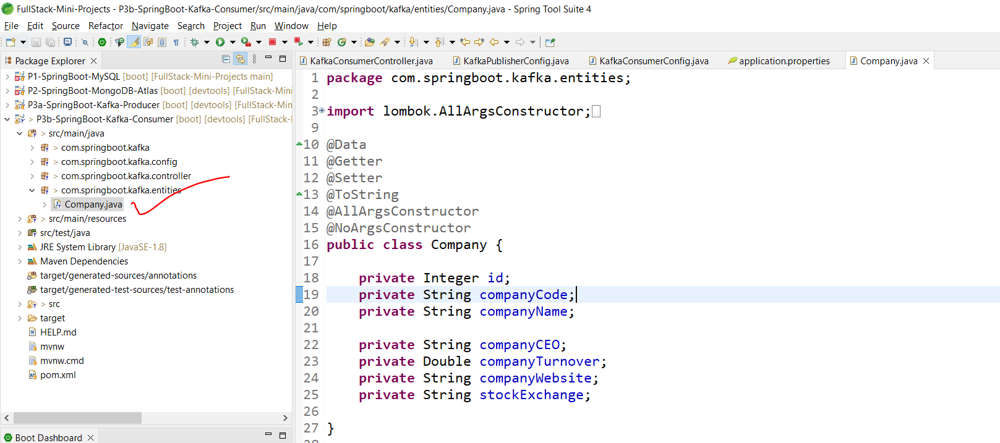 FullStack-Mini-Projects - P3b-SpringBoot-Kafka-Consumer/src/main/java/com/springboot/kafka/entities/Company.java - Spring Tool Suite 4
File Edit Source Refactor Navigate Search Project Run Window Help
Package Explorer
P1-SpringBoot-MySQL [boot] [FullStack-Mini-Projects main]
P2-SpringBoot-MongoDB-Atlas [boot] [devtools] [FullStack-Mini
P3a-SpringBoot-Kafka-Producer [boot] [devtools] [FullStack-Min
> P3b-SpringBoot-Kafka-Consumer [boot] [devtools] [FullStack-
> src/main/java
> com.springboot.kafka
> com.springboot.kafka.config
> com.springboot.kafka.controller
> com.springboot.kafka.entities
Company.java
> src/main/resources
src/test/java
JRE System Library [JavaSE-1.8]
Maven Dependencies
target/generated-sources/annotations
target/generated-test-sources/test-annotations
> src
target
HELP.md
mvnw
mvnw.cmd
pom.xml
Boot Dashboard
KafkaConsumerController.java KafkaPublisherConfig.java KafkaConsumerConfig.java application.properties Company.java
1 package com.springboot.kafka.entities;
2
3 import lombok.AllArgsConstructor;
9
10 @Data
11 @Getter
12 @Setter
13 @ToString
14 @AllArgsConstructor
15 @NoArgsConstructor
16 public class Company {
17
18 private Integer id;
19 private String companyCode;
20 private String companyName;
21
22 private String companyCEO;
23 private Double companyTurnover;
24 private String companyWebsite;
25 private String stockExchange;
26
27 }
28